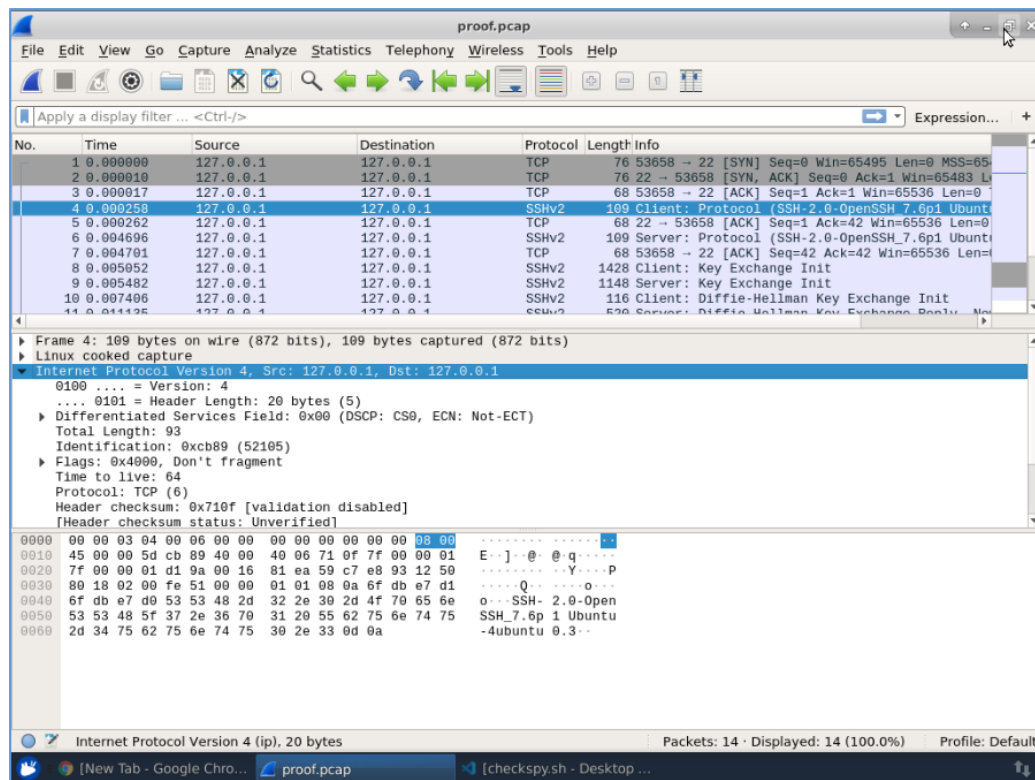 proof.pcap
File Edit View Go Capture Analyze Statistics Telephony Wireless Tools Help
Apply a display filter ... <Ctrl-/> Expression... +
No. Time Source Destination Protocol Length Info
1 0.000000 127.0.0.1 127.0.0.1 TCP 76 53658 → 22 [SYN] Seq=0 Win=65495 Len=0 MSS=65
2 0.000010 127.0.0.1 127.0.0.1 TCP 76 22 → 53658 [SYN, ACK] Seq=0 Ack=1 Win=65483 L
3 0.000017 127.0.0.1 127.0.0.1 TCP 68 53658 → 22 [ACK] Seq=1 Ack=1 Win=65536 Len=0
4 0.000258 127.0.0.1 127.0.0.1 SSHv2 109 Client: Protocol (SSH-2.0-OpenSSH_7.6p1 Ubunt
5 0.000262 127.0.0.1 127.0.0.1 TCP 68 22 → 53658 [ACK] Seq=1 Ack=42 Win=65536 Len=0
6 0.004696 127.0.0.1 127.0.0.1 SSHv2 109 Server: Protocol (SSH-2.0-OpenSSH_7.6p1 Ubunt
7 0.004701 127.0.0.1 127.0.0.1 TCP 68 53658 → 22 [ACK] Seq=42 Ack=42 Win=65536 Len=
8 0.005052 127.0.0.1 127.0.0.1 SSHv2 1428 Client: Key Exchange Init
9 0.005482 127.0.0.1 127.0.0.1 SSHv2 1148 Server: Key Exchange Init
10 0.007406 127.0.0.1 127.0.0.1 SSHv2 116 Client: Diffie-Hellman Key Exchange Init
11 0.011135 127.0.0.1 127.0.0.1 SSHv2 520 Server: Diffie-Hellman Key Exchange Reply,
Frame 4: 109 bytes on wire (872 bits), 109 bytes captured (872 bits)
Linux cooked capture
Internet Protocol Version 4, Src: 127.0.0.1, Dst: 127.0.0.1
0100 .... = Version: 4
.... 0101 = Header Length: 20 bytes (5)
Differentiated Services Field: 0x00 (DSCP: CS0, ECN: Not-ECT)
Total Length: 93
Identification: 0xcb89 (52105)
Flags: 0x4000, Don't fragment
Time to live: 64
Protocol: TCP (6)
Header checksum: 0x710f [validation disabled]
[Header checksum status: Unverified]
0000 00 00 03 04 00 06 00 00 00 00 00 00 00 00 08 00 ········ ········
0010 45 00 00 5d cb 89 40 00 40 06 71 0f 7f 00 00 01 E··]··@· @·q·····
0020 7f 00 00 01 d1 9a 00 16 81 ea 59 c7 e8 93 12 50 ········ ··Y····P
0030 80 18 02 00 fe 51 00 00 01 01 08 0a 6f db e7 d1 ·····Q·· ····o···
0040 6f db e7 d0 53 53 48 2d 32 2e 30 2d 4f 70 65 6e o···SSH- 2.0-Open
0050 53 53 48 5f 37 2e 36 70 31 20 55 62 75 6e 74 75 SSH_7.6p 1 Ubuntu
0060 2d 34 75 62 75 6e 74 75 30 2e 33 0d 0a -4ubuntu 0.3··
Internet Protocol Version 4 (ip), 20 bytes Packets: 14 · Displayed: 14 (100.0%) Profile: Default
[New Tab - Google Chro... proof.pcap [checkspy.sh - Desktop ...